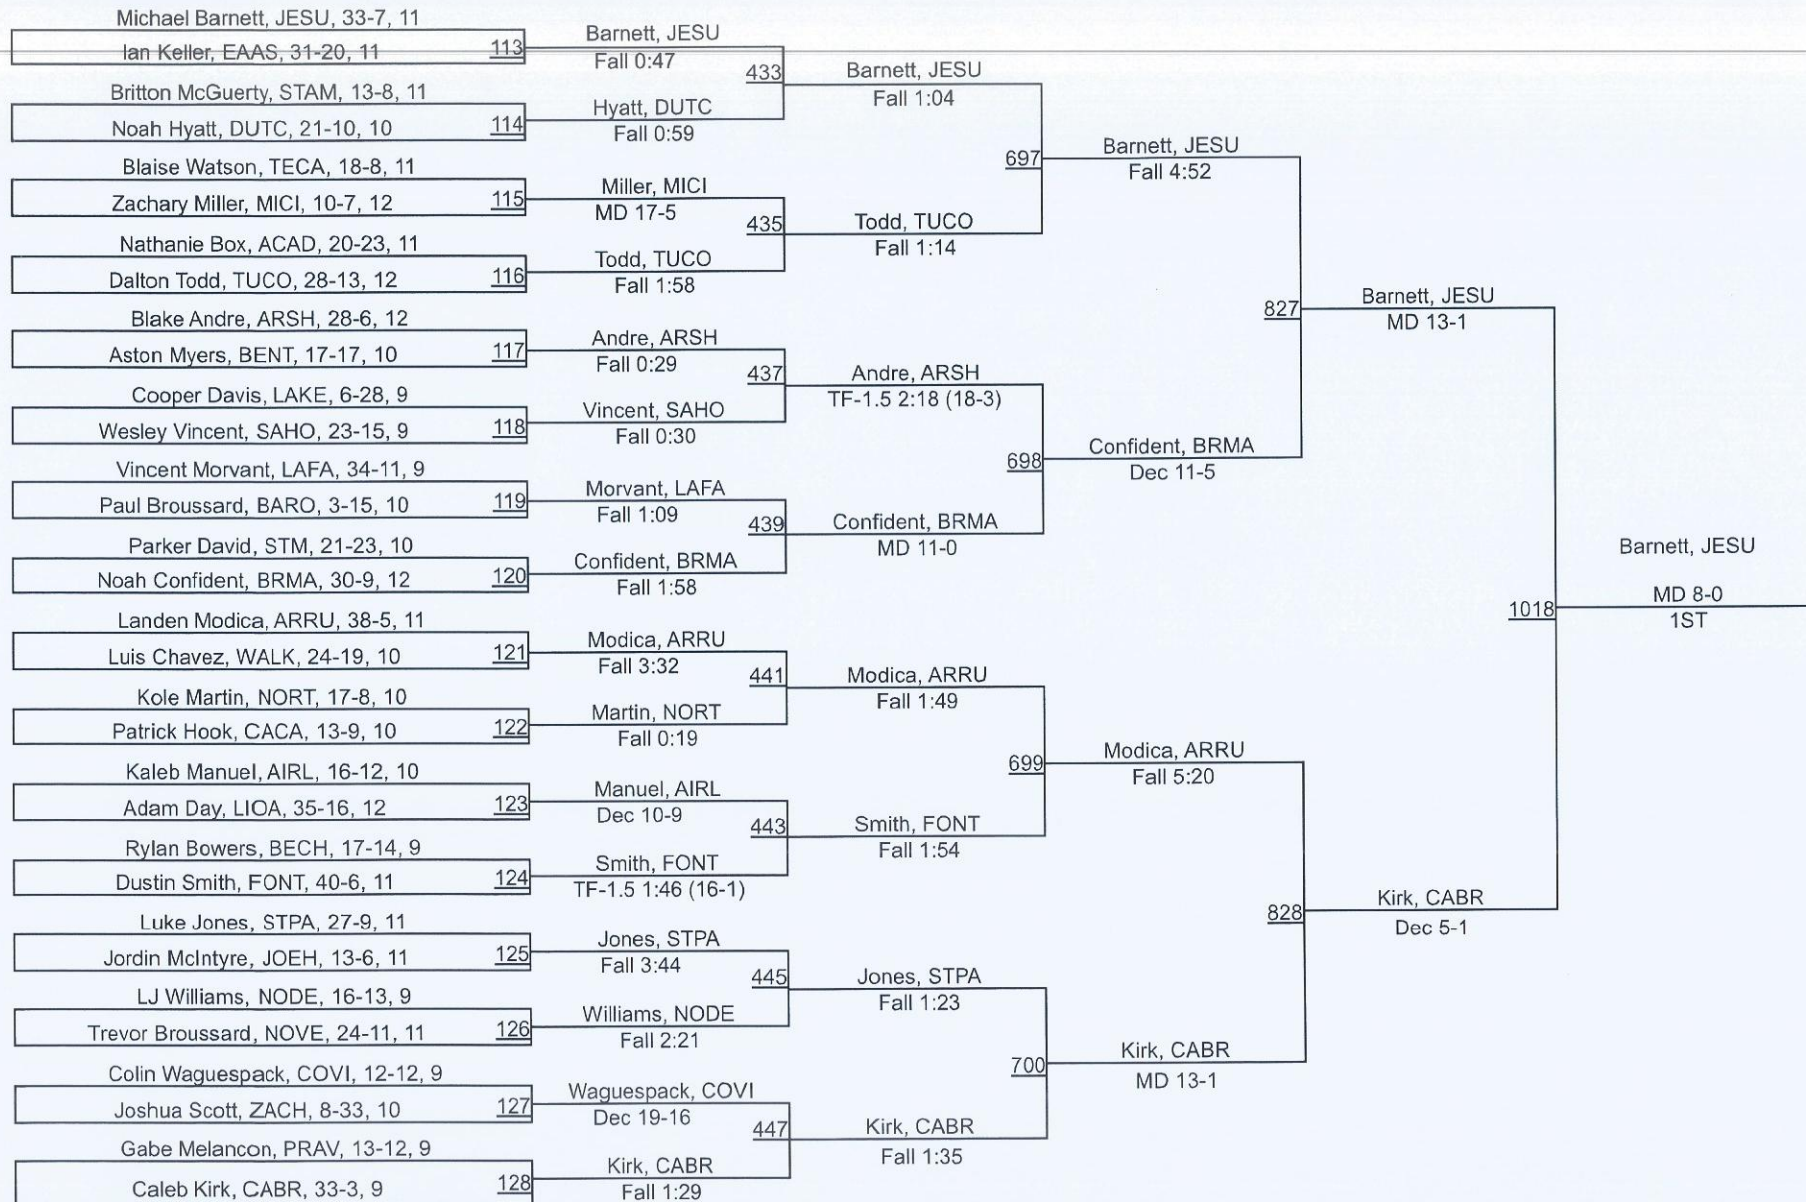 Michael Barnett, JESU, 33-7, 11
Ian Keller, EAAS, 31-20, 11
113
Britton McGuerty, STAM, 13-8, 11
Noah Hyatt, DUTC, 21-10, 10
114
Blaise Watson, TECA, 18-8, 11
Zachary Miller, MICI, 10-7, 12
115
Nathanie Box, ACAD, 20-23, 11
Dalton Todd, TUCO, 28-13, 12
116
Blake Andre, ARSH, 28-6, 12
Aston Myers, BENT, 17-17, 10
117
Cooper Davis, LAKE, 6-28, 9
Wesley Vincent, SAHO, 23-15, 9
118
Vincent Morvant, LAFA, 34-11, 9
Paul Broussard, BARO, 3-15, 10
119
Parker David, STM, 21-23, 10
Noah Confident, BRMA, 30-9, 12
120
Landen Modica, ARRU, 38-5, 11
Luis Chavez, WALK, 24-19, 10
121
Kole Martin, NORT, 17-8, 10
Patrick Hook, CACA, 13-9, 10
122
Kaleb Manuel, AIRL, 16-12, 10
Adam Day, LIOA, 35-16, 12
123
Rylan Bowers, BECH, 17-14, 9
Dustin Smith, FONT, 40-6, 11
124
Luke Jones, STPA, 27-9, 11
Jordin McIntyre, JOEH, 13-6, 11
125
LJ Williams, NODE, 16-13, 9
Trevor Broussard, NOVE, 24-11, 11
126
Colin Waguespack, COVI, 12-12, 9
Joshua Scott, ZACH, 8-33, 10
127
Gabe Melancon, PRAV, 13-12, 9
Caleb Kirk, CABR, 33-3, 9
128
Barnett, JESU
Fall 0:47
433
Hyatt, DUTC
Fall 0:59
Miller, MICI
MD 17-5
435
Todd, TUCO
Fall 1:58
Andre, ARSH
Fall 0:29
437
Vincent, SAHO
Fall 0:30
Morvant, LAFA
Fall 1:09
439
Confident, BRMA
Fall 1:58
Modica, ARRU
Fall 3:32
441
Martin, NORT
Fall 0:19
Manuel, AIRL
Dec 10-9
443
Smith, FONT
TF-1.5 1:46 (16-1)
Jones, STPA
Fall 3:44
445
Williams, NODE
Fall 2:21
Waguespack, COVI
Dec 19-16
447
Kirk, CABR
Fall 1:29
Barnett, JESU
Fall 1:04
697
Todd, TUCO
Fall 1:14
Andre, ARSH
TF-1.5 2:18 (18-3)
698
Confident, BRMA
MD 11-0
Modica, ARRU
Fall 1:49
699
Smith, FONT
Fall 1:54
Jones, STPA
Fall 1:23
700
Kirk, CABR
Fall 1:35
Barnett, JESU
Fall 4:52
827
Confident, BRMA
Dec 11-5
Modica, ARRU
Fall 5:20
828
Kirk, CABR
MD 13-1
Barnett, JESU
MD 13-1
1018
Kirk, CABR
Dec 5-1
Barnett, JESU
MD 8-0
1ST